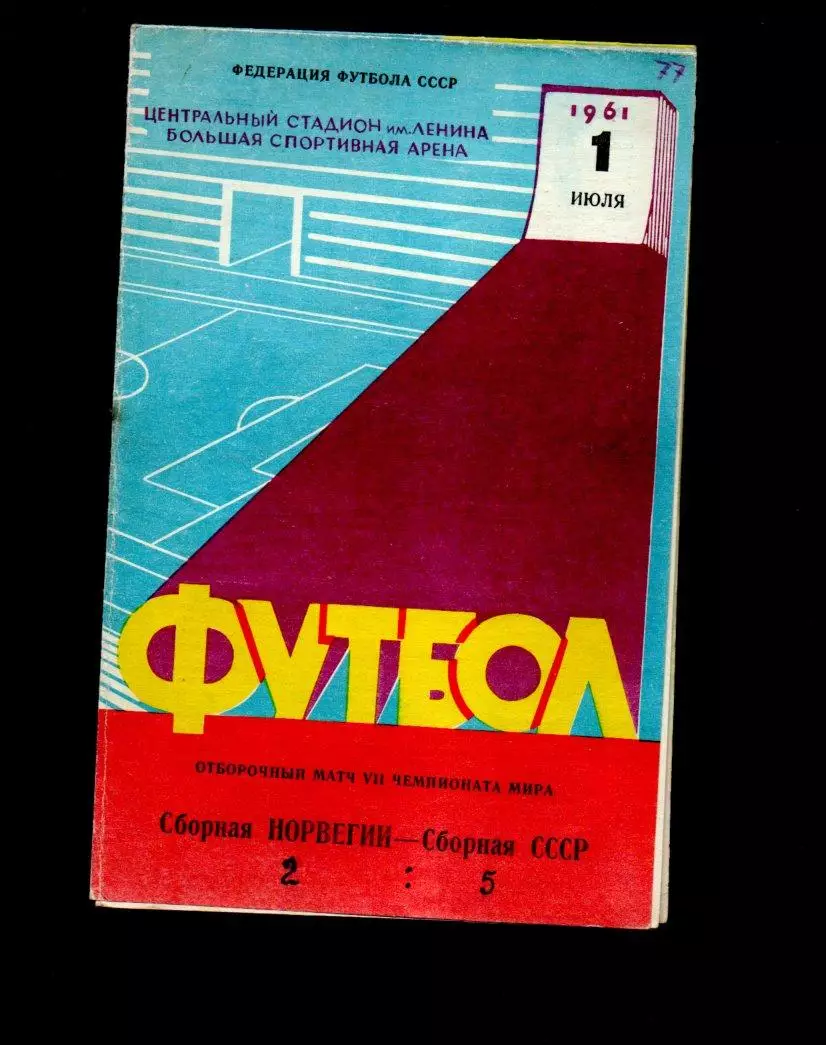 ФЕДЕРАЦИЯ ФУТБОЛА СССР
77
ЦЕНТРАЛЬНЫЙ СТАДИОН им. ЛЕНИНА
БОЛЬШАЯ СПОРТИВНАЯ АРЕНА
1961
1
ИЮЛЯ
ФУТБОЛ
ОТБОРОЧНЫЙ МАТЧ VII ЧЕМПИОНАТА МИРА
Сборная НОРВЕГИИ—Сборная СССР
2 : 5